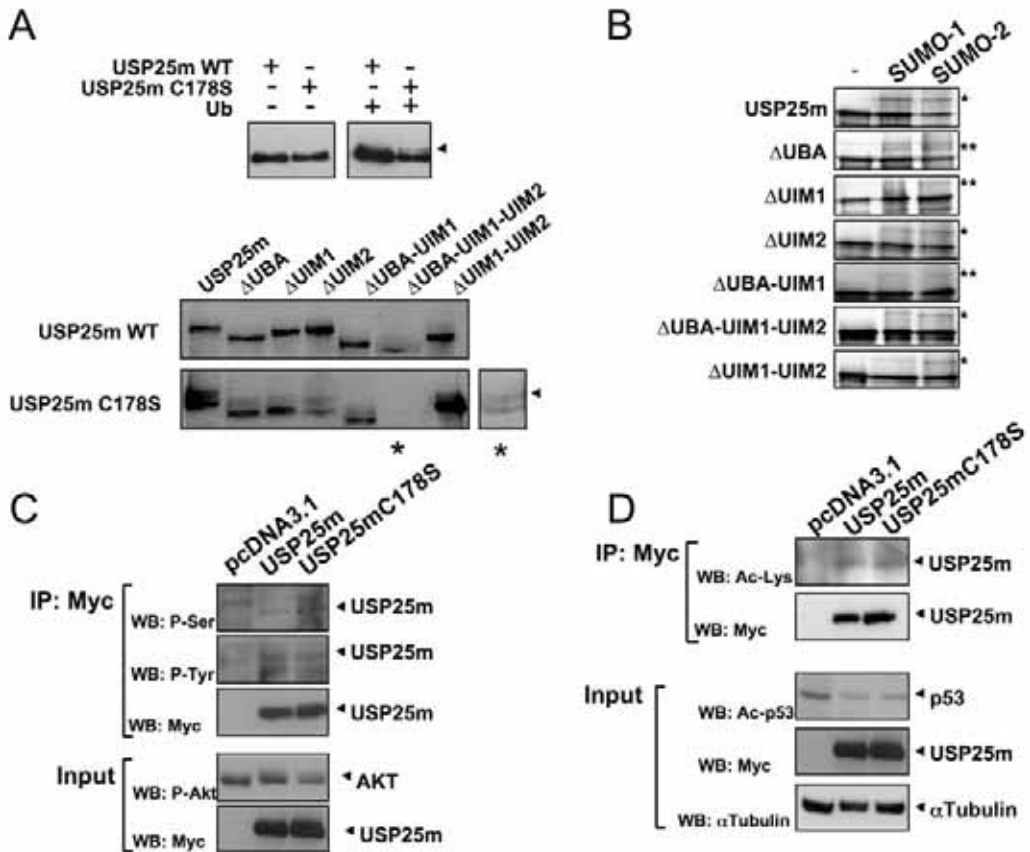 A
USP25m WT + - + -
USP25m C178S - + - +
Ub - - + +
USP25m ΔUBA ΔUIM1 ΔUIM2 ΔUBA-UIM1 ΔUBA-UIM1-UIM2 ΔUIM1-UIM2
USP25m WT
USP25m C178S
* *
B
- SUMO-1 SUMO-2
USP25m *
ΔUBA **
ΔUIM1 **
ΔUIM2 *
ΔUBA-UIM1 **
ΔUBA-UIM1-UIM2 *
ΔUIM1-UIM2 *
C
pcDNA3.1 USP25m USP25mC178S
IP: Myc
WB: P-Ser USP25m
WB: P-Tyr USP25m
WB: Myc USP25m
Input
WB: P-Akt AKT
WB: Myc USP25m
D
pcDNA3.1 USP25m USP25mC178S
IP: Myc
WB: Ac-Lys USP25m
WB: Myc USP25m
Input
WB: Ac-p53 p53
WB: Myc USP25m
WB: αTubulin αTubulin